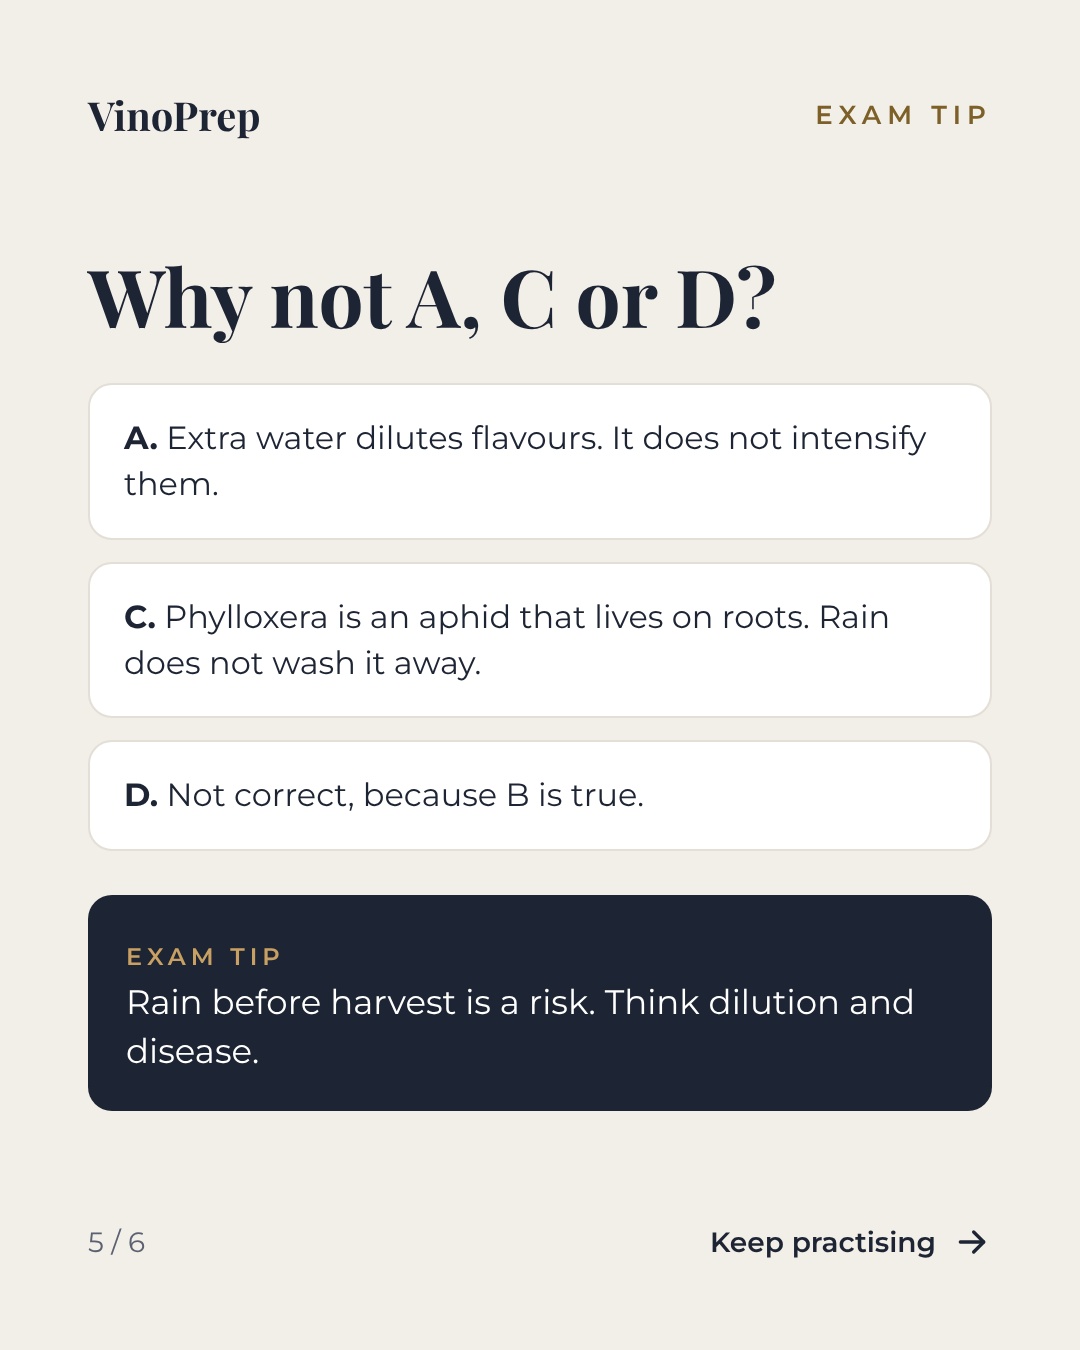 VinoPrep
EXAM TIP
Why not A, C or D?
A. Extra water dilutes flavours. It does not intensify
them.
C. Phylloxera is an aphid that lives on roots. Rain
does not wash it away.
D. Not correct, because B is true.
EXAM TIP
Rain before harvest is a risk. Think dilution and
disease.
5 / 6
Keep practising →